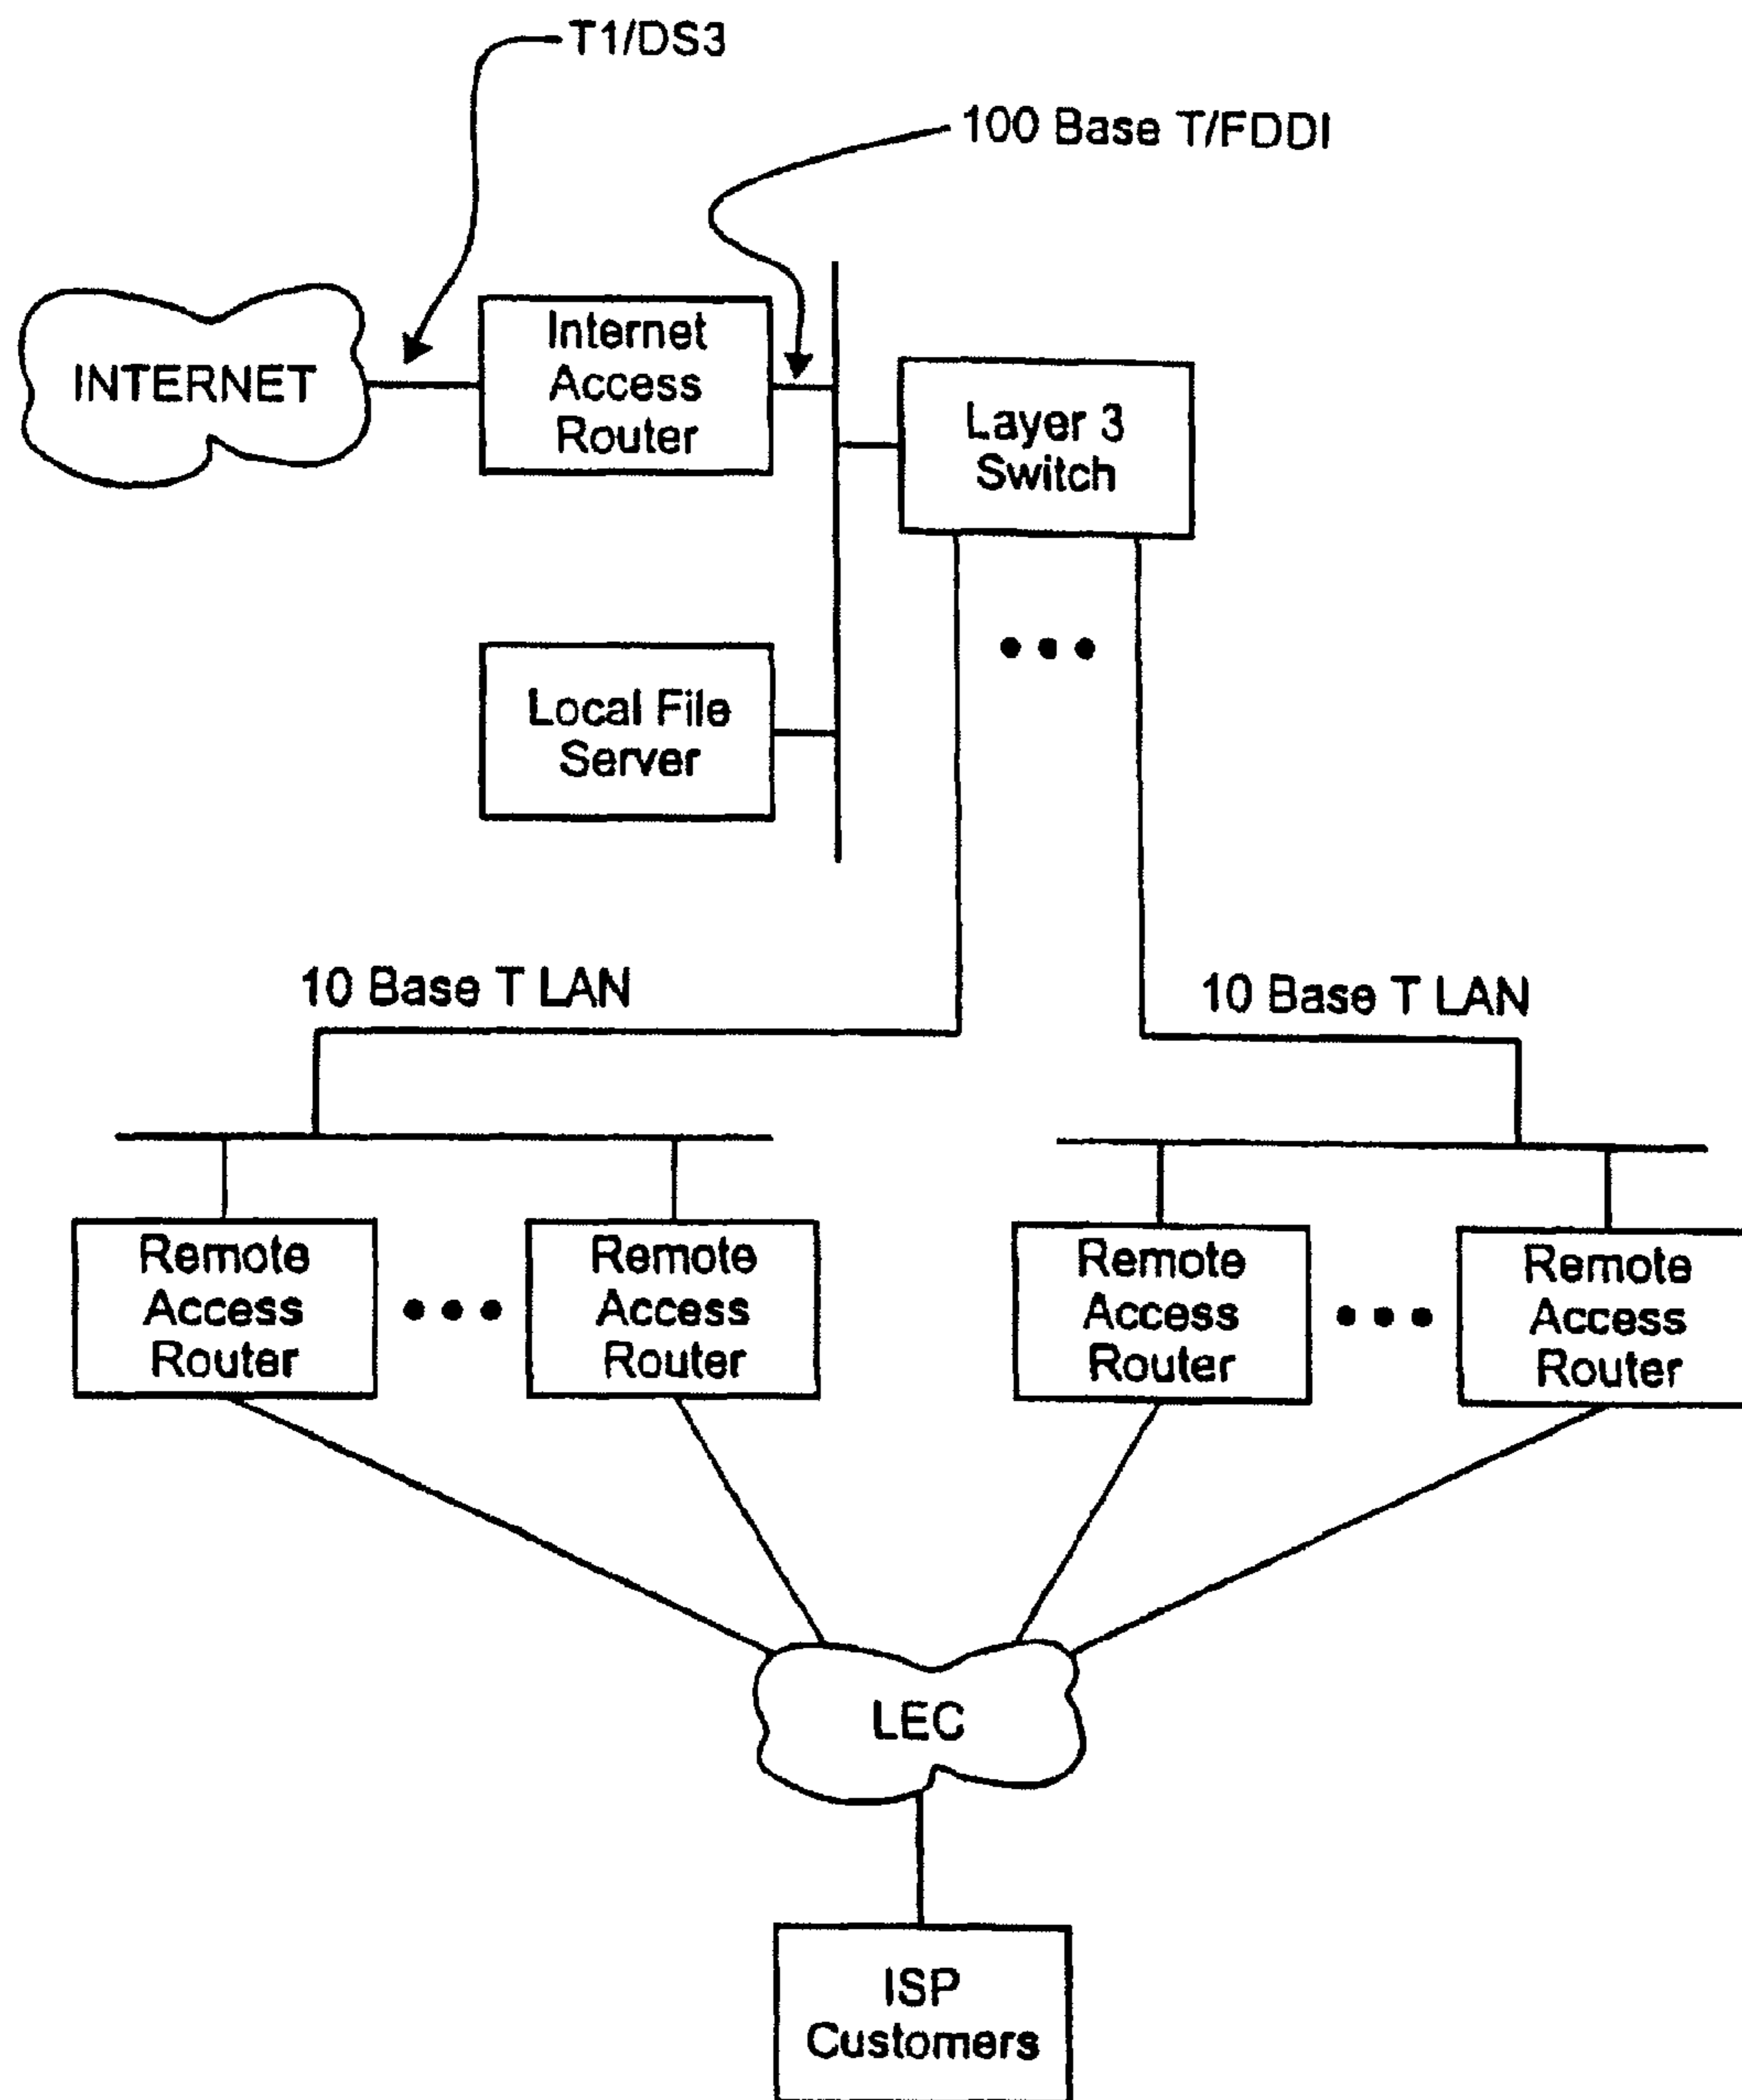 T1/DS3
100 Base T/FDDI
INTERNET
Internet
Access
Router
Layer 3
Switch
Local File
Server
10 Base T LAN
10 Base T LAN
Remote
Access
Router
Remote
Access
Router
Remote
Access
Router
Remote
Access
Router
LEC
ISP
Customers